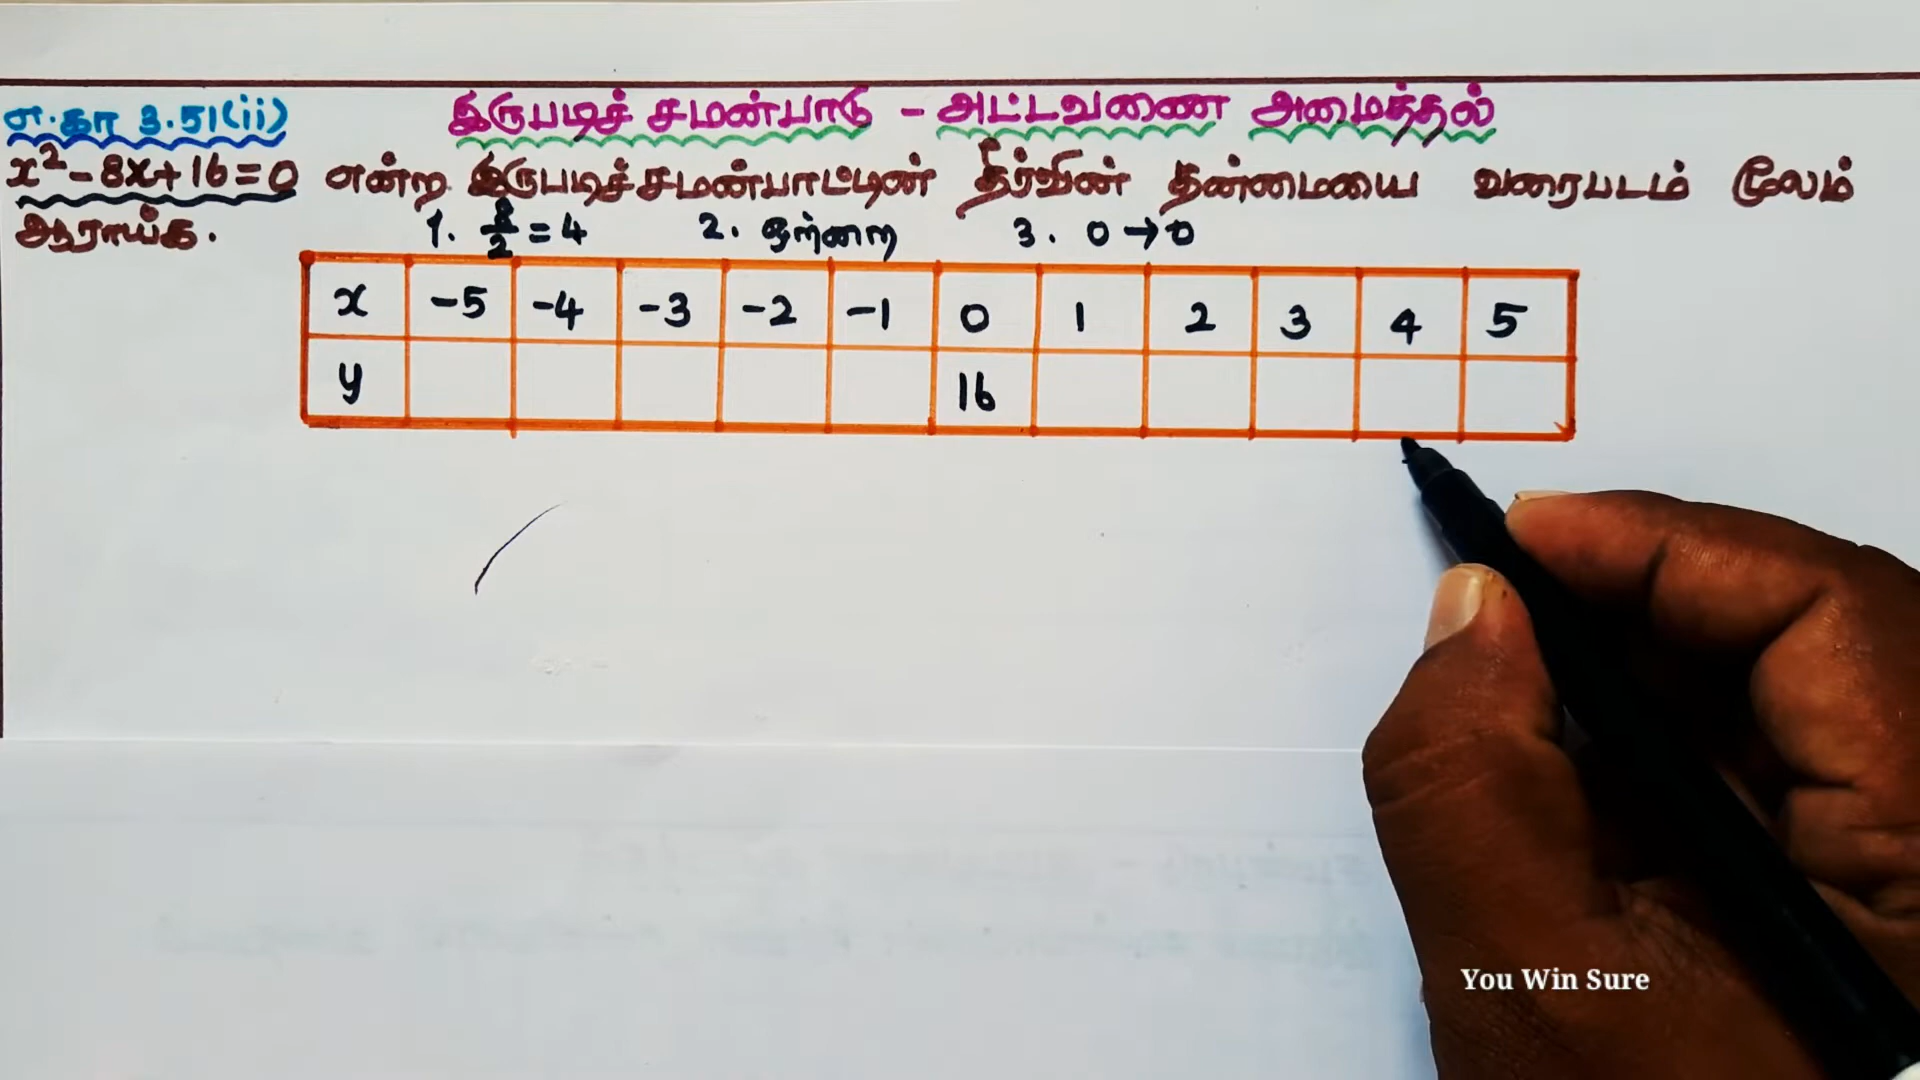 எ.கா 3.51(ii) இருபடிச் சமன்பாடு - அட்டவணை அமைத்தல்
x² - 8x + 16 = 0 என்ற இருபடிச்சமன்பாட்டின் தீர்வின் தன்மையை வரைபடம் மூலம்
ஆராய்க.
1. 8/2 = 4 2. ஒற்றை 3. 0 → 0
x -5 -4 -3 -2 -1 0 1 2 3 4 5
y 16
You Win Sure